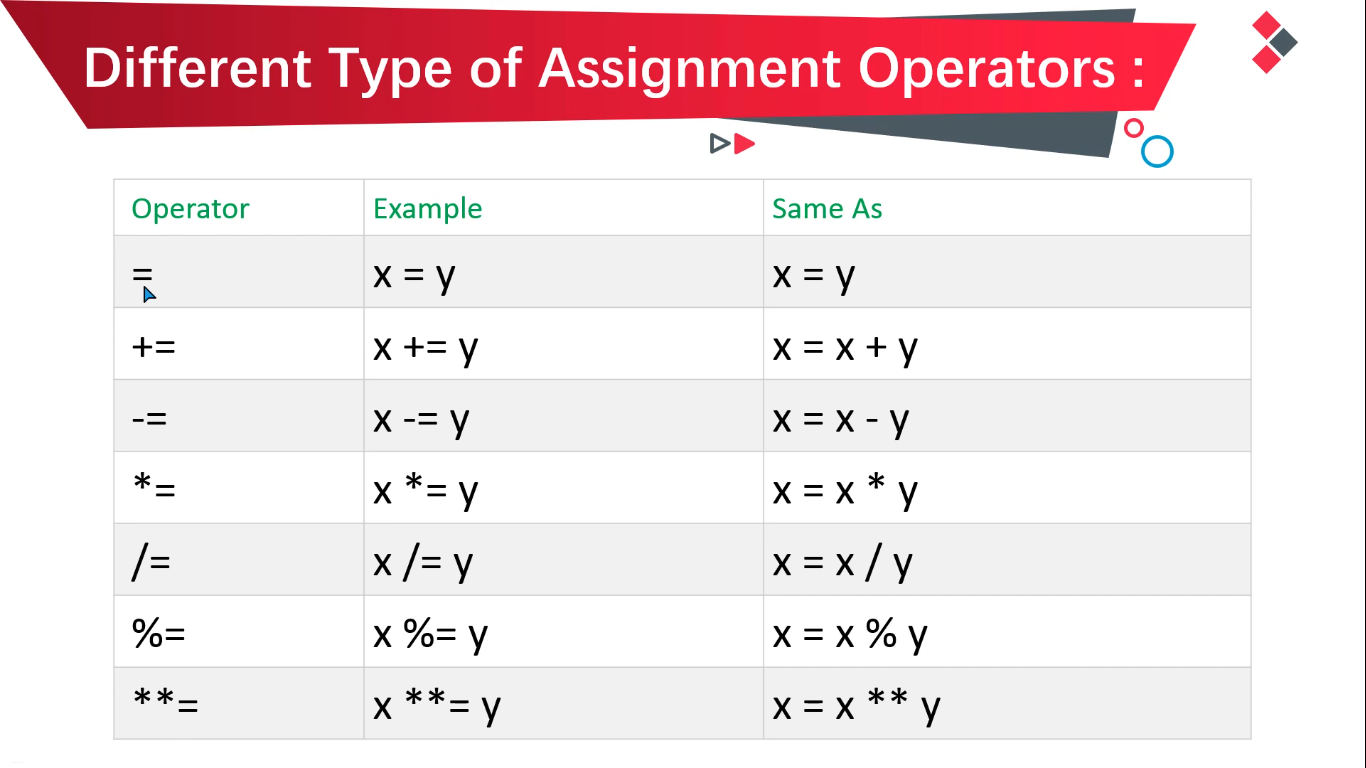 Different Type of Assignment Operators :
Operator Example Same As
= x = y x = y
+= x += y x = x + y
-= x -= y x = x - y
*= x *= y x = x * y
/= x /= y x = x / y
%= x %= y x = x % y
**= x **= y x = x ** y